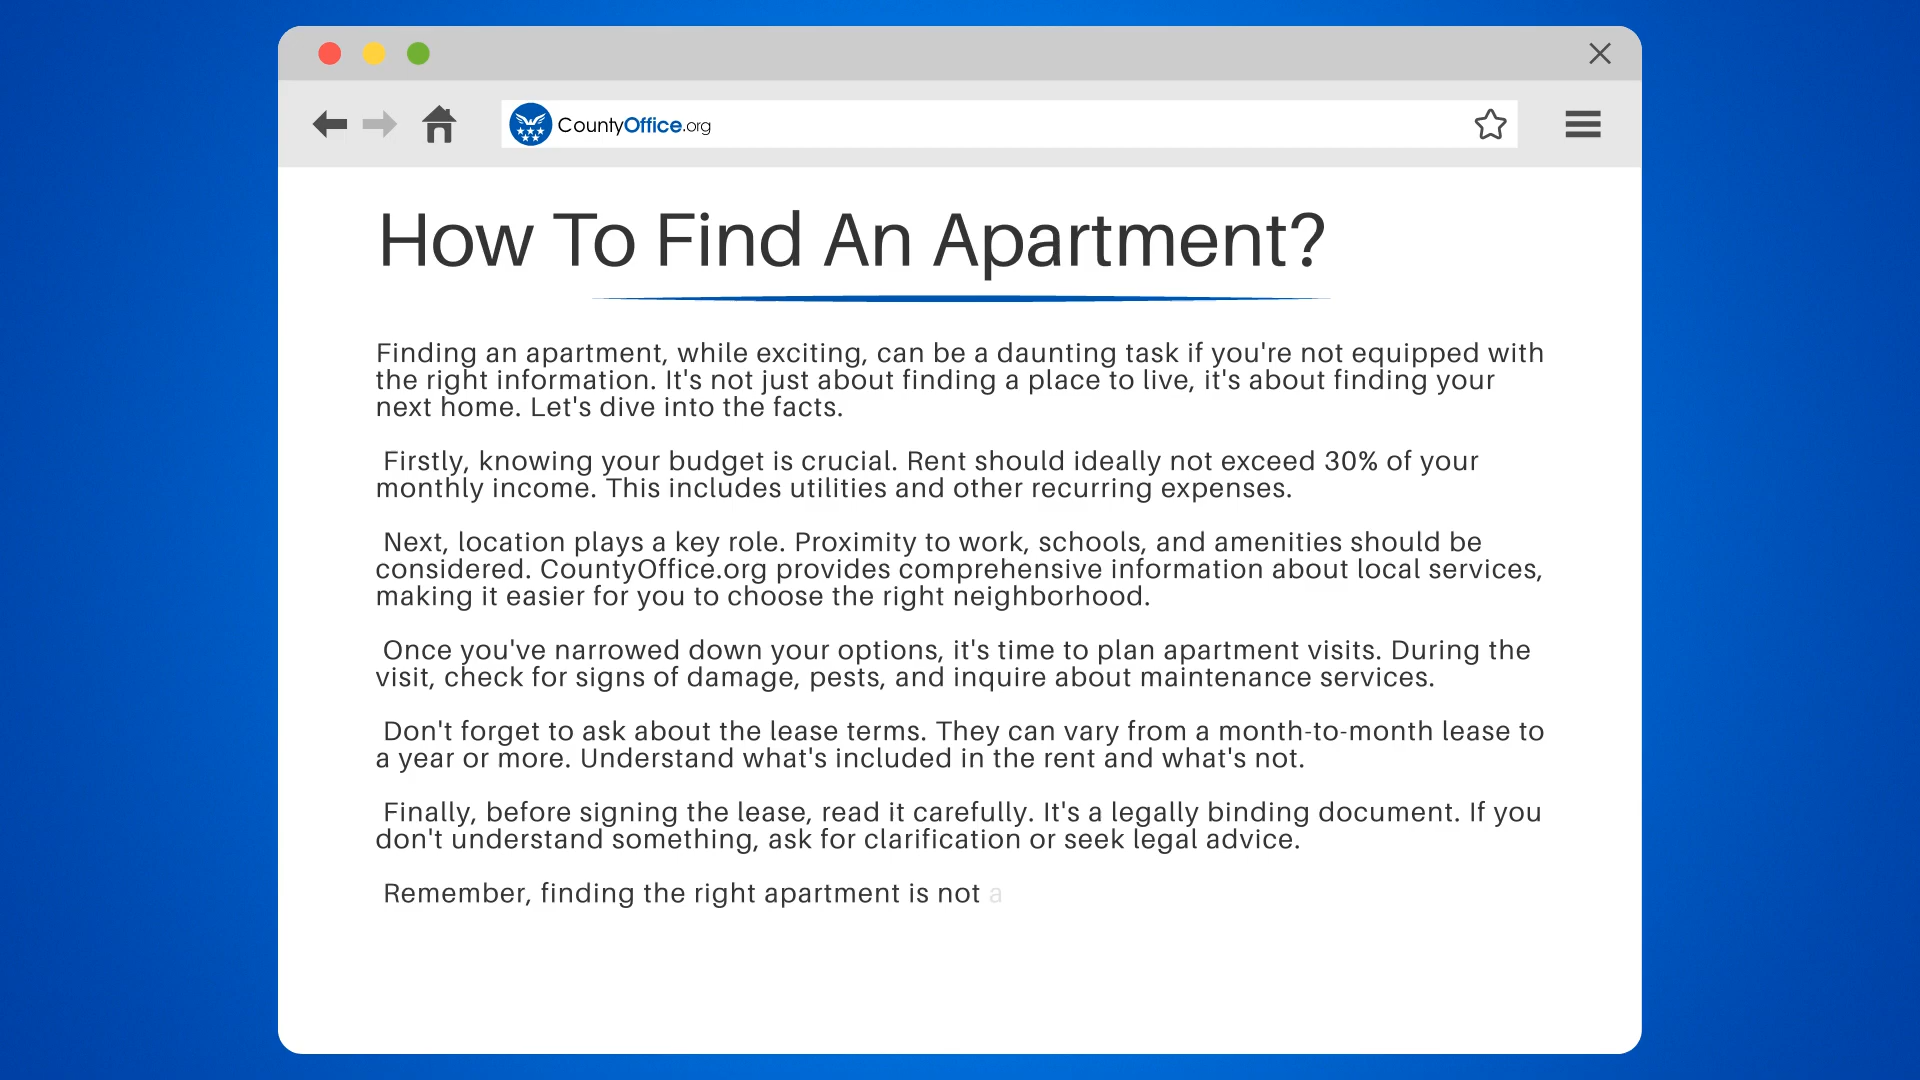 CountyOffice.org
How To Find An Apartment?
Finding an apartment, while exciting, can be a daunting task if you're not equipped with
the right information. It's not just about finding a place to live, it's about finding your
next home. Let's dive into the facts.
Firstly, knowing your budget is crucial. Rent should ideally not exceed 30% of your
monthly income. This includes utilities and other recurring expenses.
Next, location plays a key role. Proximity to work, schools, and amenities should be
considered. CountyOffice.org provides comprehensive information about local services,
making it easier for you to choose the right neighborhood.
Once you've narrowed down your options, it's time to plan apartment visits. During the
visit, check for signs of damage, pests, and inquire about maintenance services.
Don't forget to ask about the lease terms. They can vary from a month-to-month lease to
a year or more. Understand what's included in the rent and what's not.
Finally, before signing the lease, read it carefully. It's a legally binding document. If you
don't understand something, ask for clarification or seek legal advice.
Remember, finding the right apartment is not a